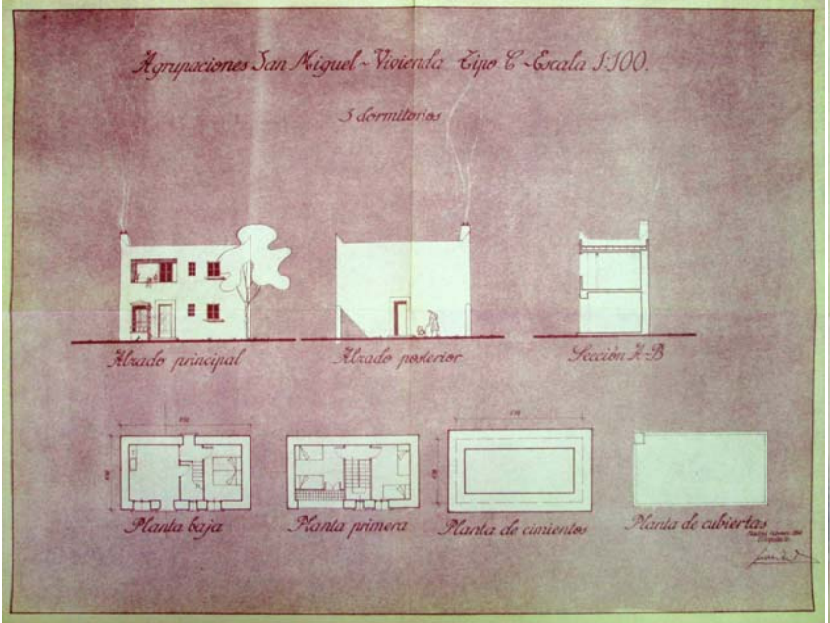 Agrupaciones San Miguel ~ Vivienda Tipo C ~ Escala 1:100.
3 dormitorios
Alzado principal
Alzado posterior
Sección A-B
Planta baja
Planta primera
Planta de cimientos
Planta de cubiertas